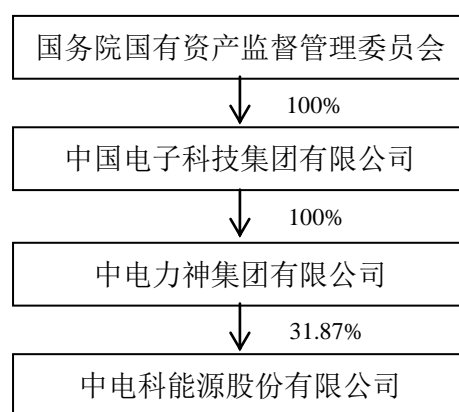 国务院国有资产监督管理委员会
100%
中国电子科技集团有限公司
100%
中电力神集团有限公司
31.87%
中电科能源股份有限公司